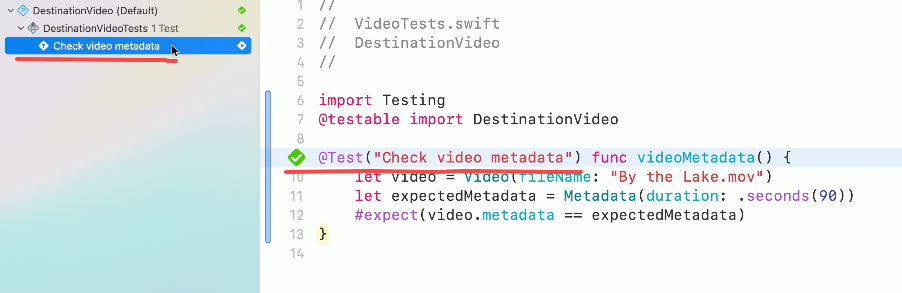 DestinationVideo (Default)
DestinationVideoTests 1 Test
Check video metadata
1 //
2 // VideoTests.swift
3 // DestinationVideo
4 //
5
6 import Testing
7 @testable import DestinationVideo
8
@Test("Check video metadata") func videoMetadata() {
10 let video = Video(fileName: "By the Lake.mov")
11 let expectedMetadata = Metadata(duration: .seconds(90))
12 #expect(video.metadata == expectedMetadata)
13 }
14